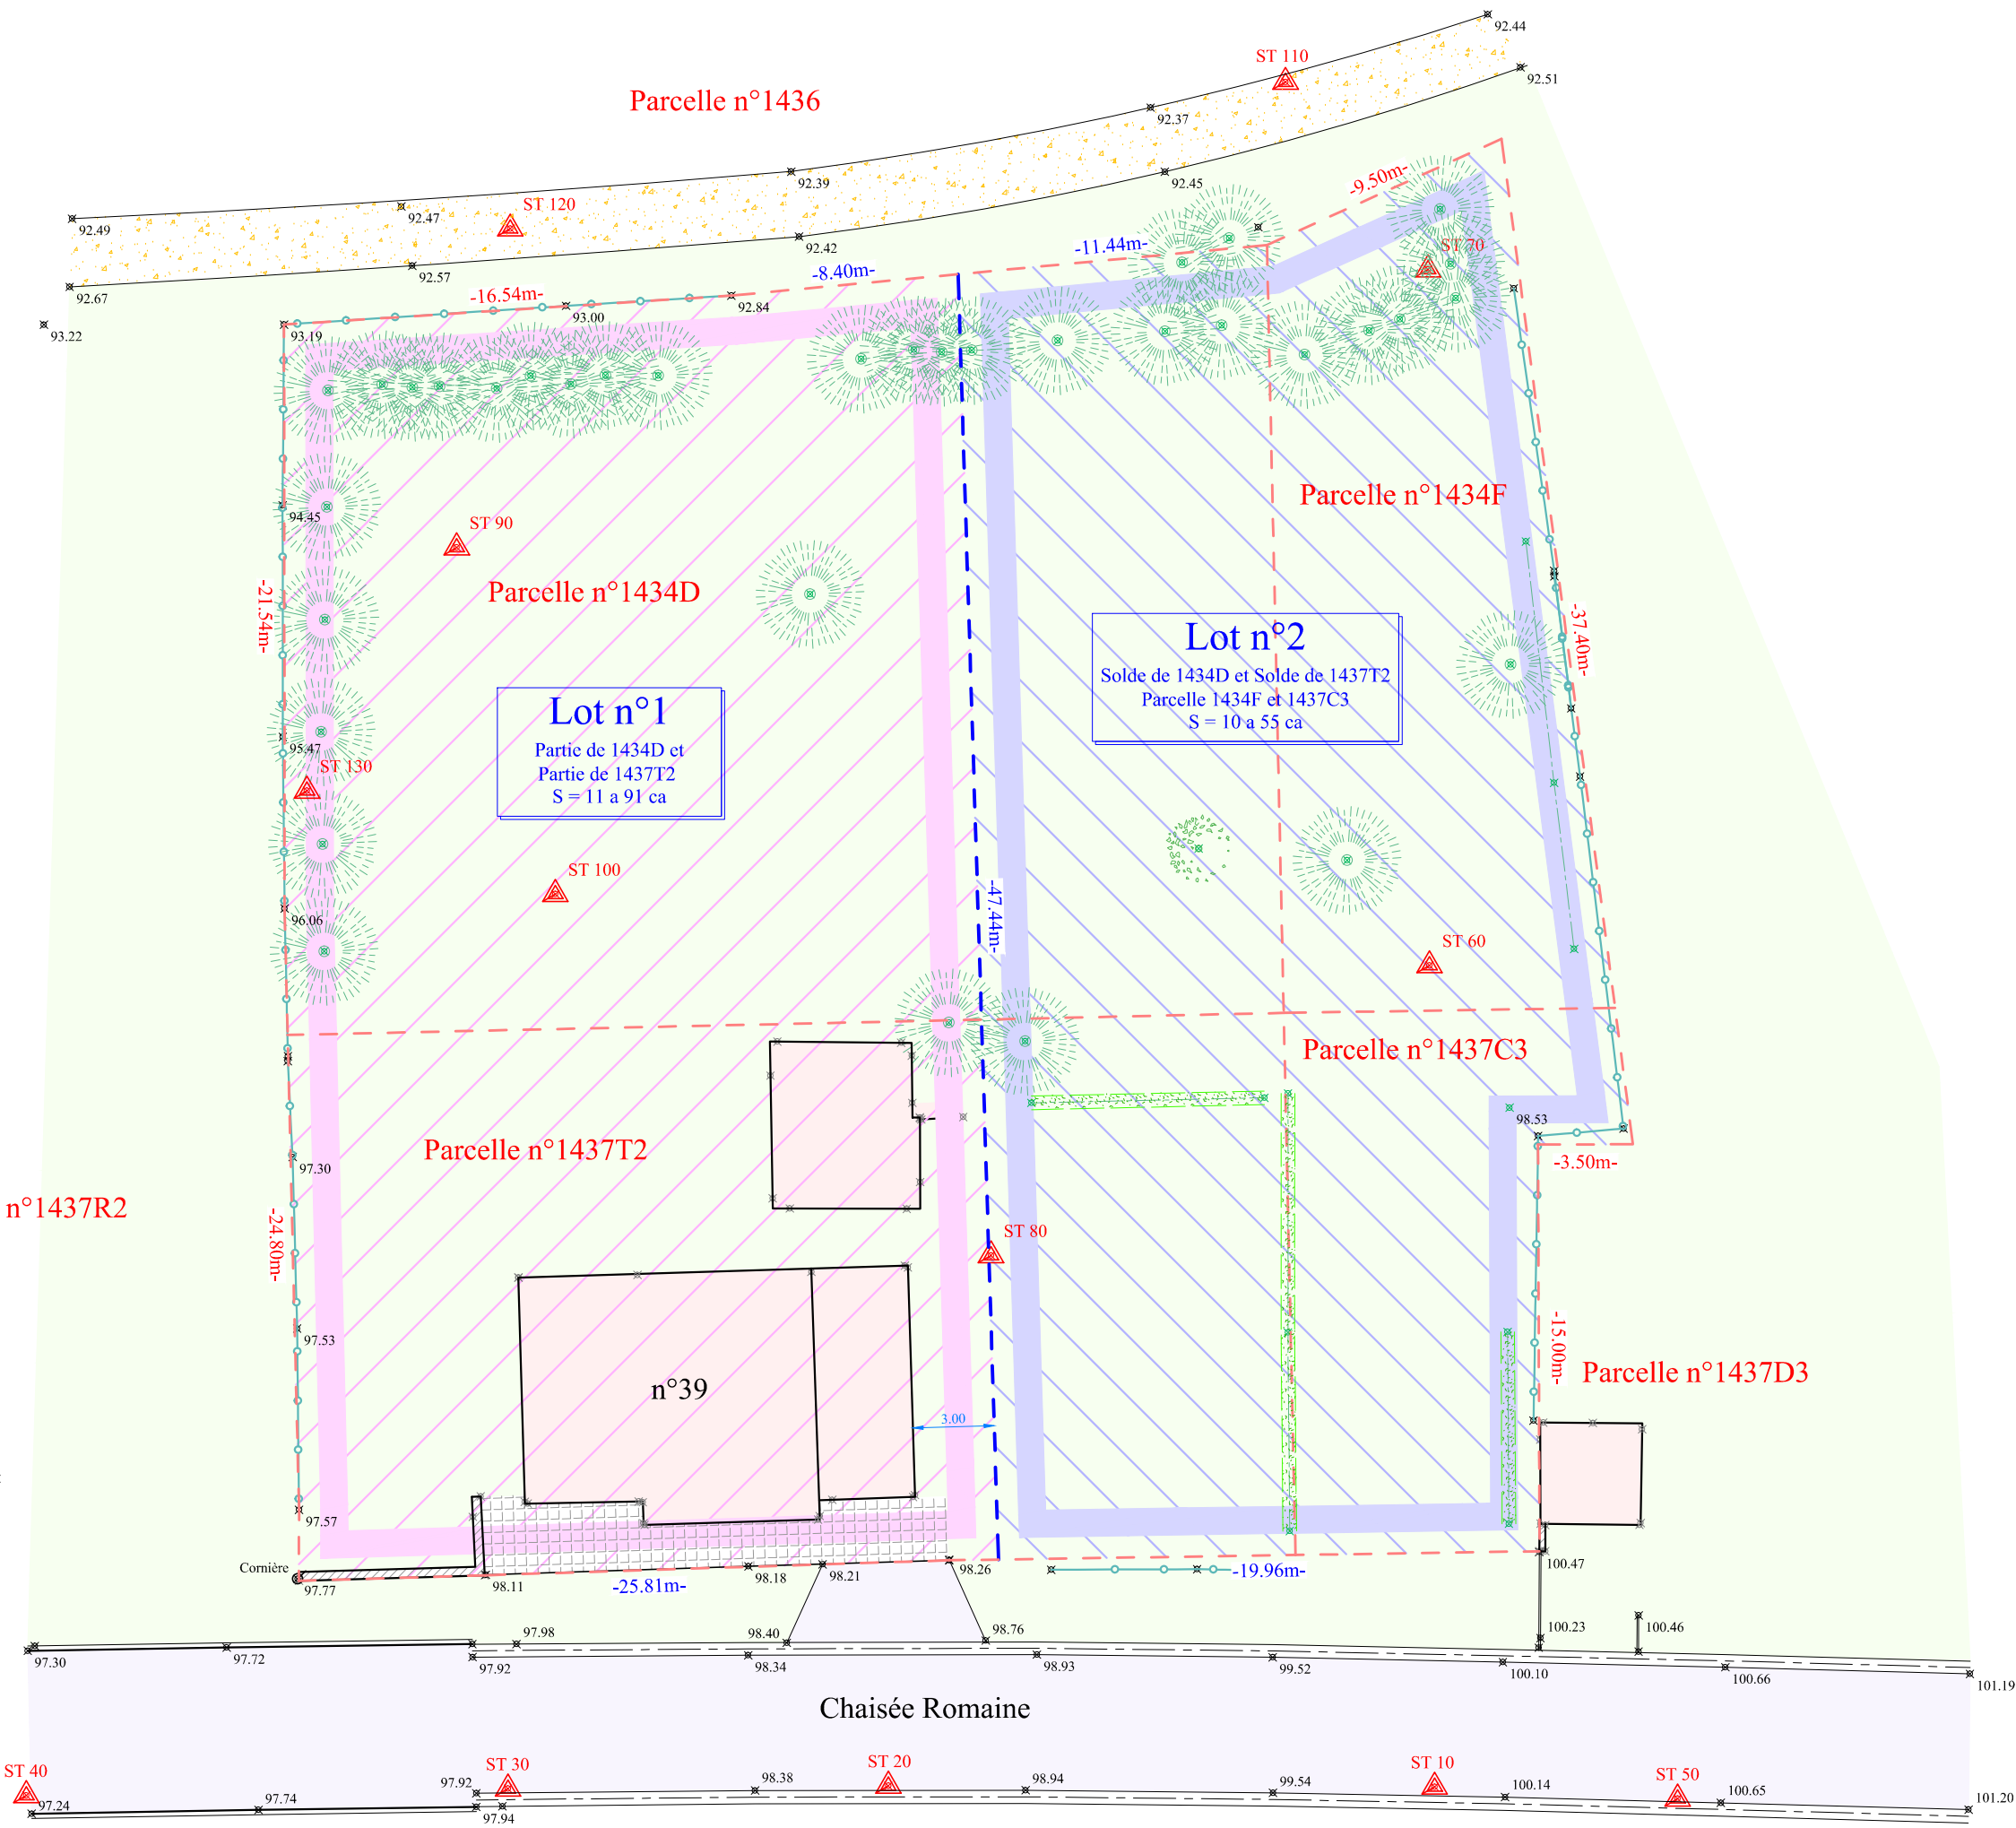 92.44
ST 110
92.51
Parcelle n°1436
92.37
92.39
92.45
-9.50m-
92.47
ST 120
92.49
92.42
-11.44m-
ST 70
92.57
-8.40m-
92.67
-16.54m-
92.84
93.00
93.22
93.19
Parcelle n°1434F
94.45
ST 90
Parcelle n°1434D
-21.54m-
-37.40m-
Lot n°2
Solde de 1434D et Solde de 1437T2
Parcelle 1434F et 1437C3
S = 10 a 55 ca
Lot n°1
Partie de 1434D et
Partie de 1437T2
S = 11 a 91 ca
95.47
ST 130
ST 100
96.06
-47.44m-
ST 60
Parcelle n°1437C3
98.53
Parcelle n°1437T2
97.30
-3.50m-
n°1437R2
-24.80m-
ST 80
97.53
-15.00m-
Parcelle n°1437D3
n°39
3.00
97.57
Cornière
97.77
98.11
-25.81m-
98.18
98.21
98.26
-19.96m-
100.47
97.30
97.72
97.98
97.92
98.40
98.34
98.76
98.93
99.52
100.23
100.46
100.10
100.66
101.19
Chaisée Romaine
ST 40
ST 30
ST 20
ST 10
ST 50
97.24
97.74
97.92
97.94
98.38
98.94
99.54
100.14
100.65
101.20